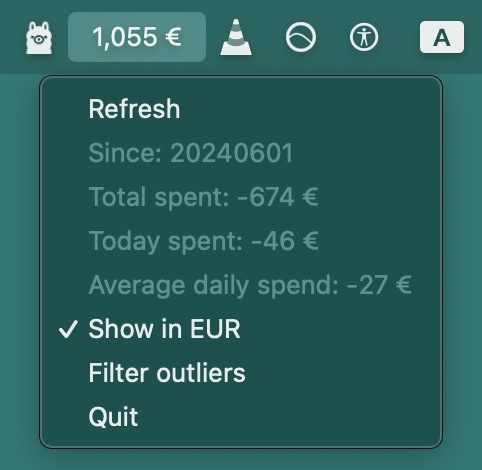 1,055 €
A
Refresh
Since: 20240601
Total spent: -674 €
Today spent: -46 €
Average daily spend: -27 €
Show in EUR
Filter outliers
Quit